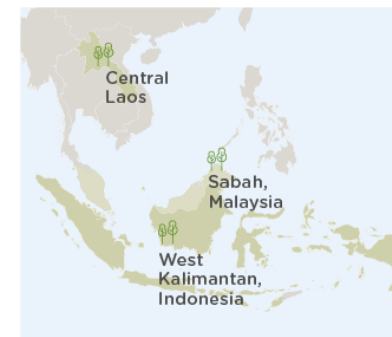 Central
Laos
Sabah,
Malaysia
West
Kalimantan,
Indonesia